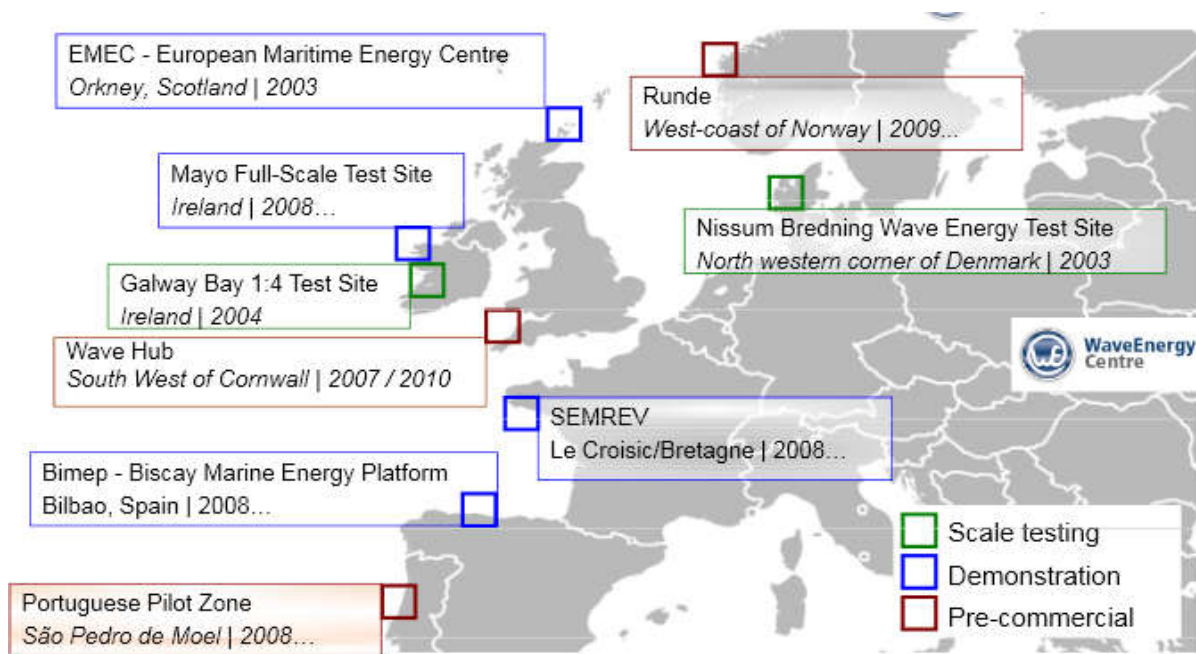 EMEC - European Maritime Energy Centre
Orkney, Scotland | 2003
Runde
West-coast of Norway | 2009...
Mayo Full-Scale Test Site
Ireland | 2008...
Nissum Bredning Wave Energy Test Site
North western corner of Denmark | 2003
Galway Bay 1:4 Test Site
Ireland | 2004
Wave Hub
South West of Cornwall | 2007 / 2010
WaveEnergy
Centre
SEMREV
Le Croisic/Bretagne | 2008...
Bimep - Biscay Marine Energy Platform
Bilbao, Spain | 2008...
Scale testing
Demonstration
Pre-commercial
Portuguese Pilot Zone
São Pedro de Moel | 2008...